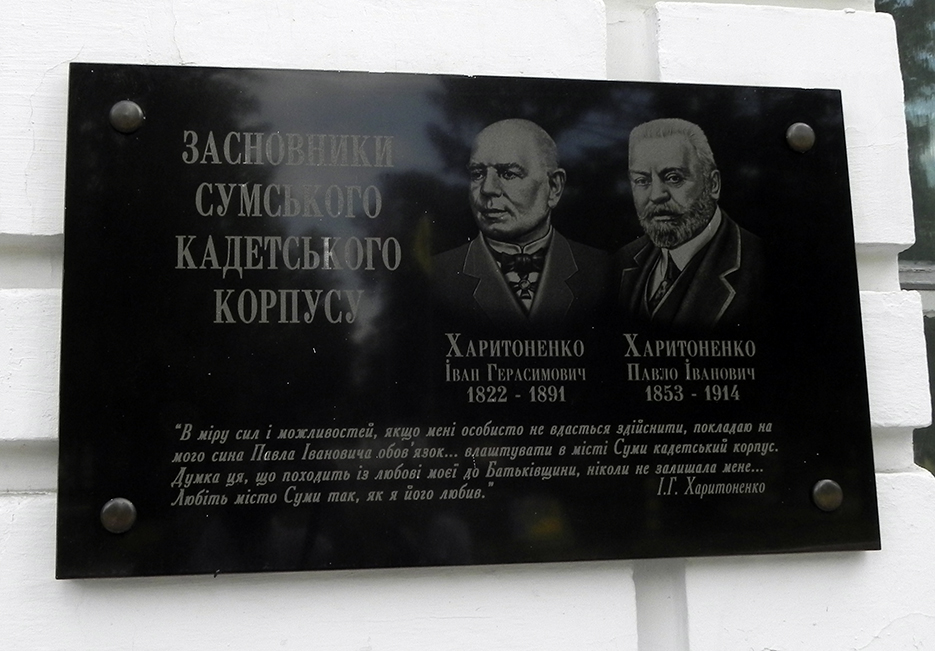 ЗАСНОВНИКИ
СУМСЬКОГО
КАДЕТСЬКОГО
КОРПУСУ
ХАРИТОНЕНКО
ІВАН ГЕРАСИМОВИЧ
1822 - 1891
ХАРИТОНЕНКО
ПАВЛО ІВАНОВИЧ
1853 - 1914
"В міру сил і можливостей, якщо мені особисто не вдасться здійснити, покладаю на
мого сина Павла Івановича обов'язок... влаштувати в місті Суми кадетський корпус.
Думка ця, що походить із любові моєї до Батьківщини, ніколи не залишала мене...
Любіть місто Суми так, як я його любив."
І.Г. Харитоненко